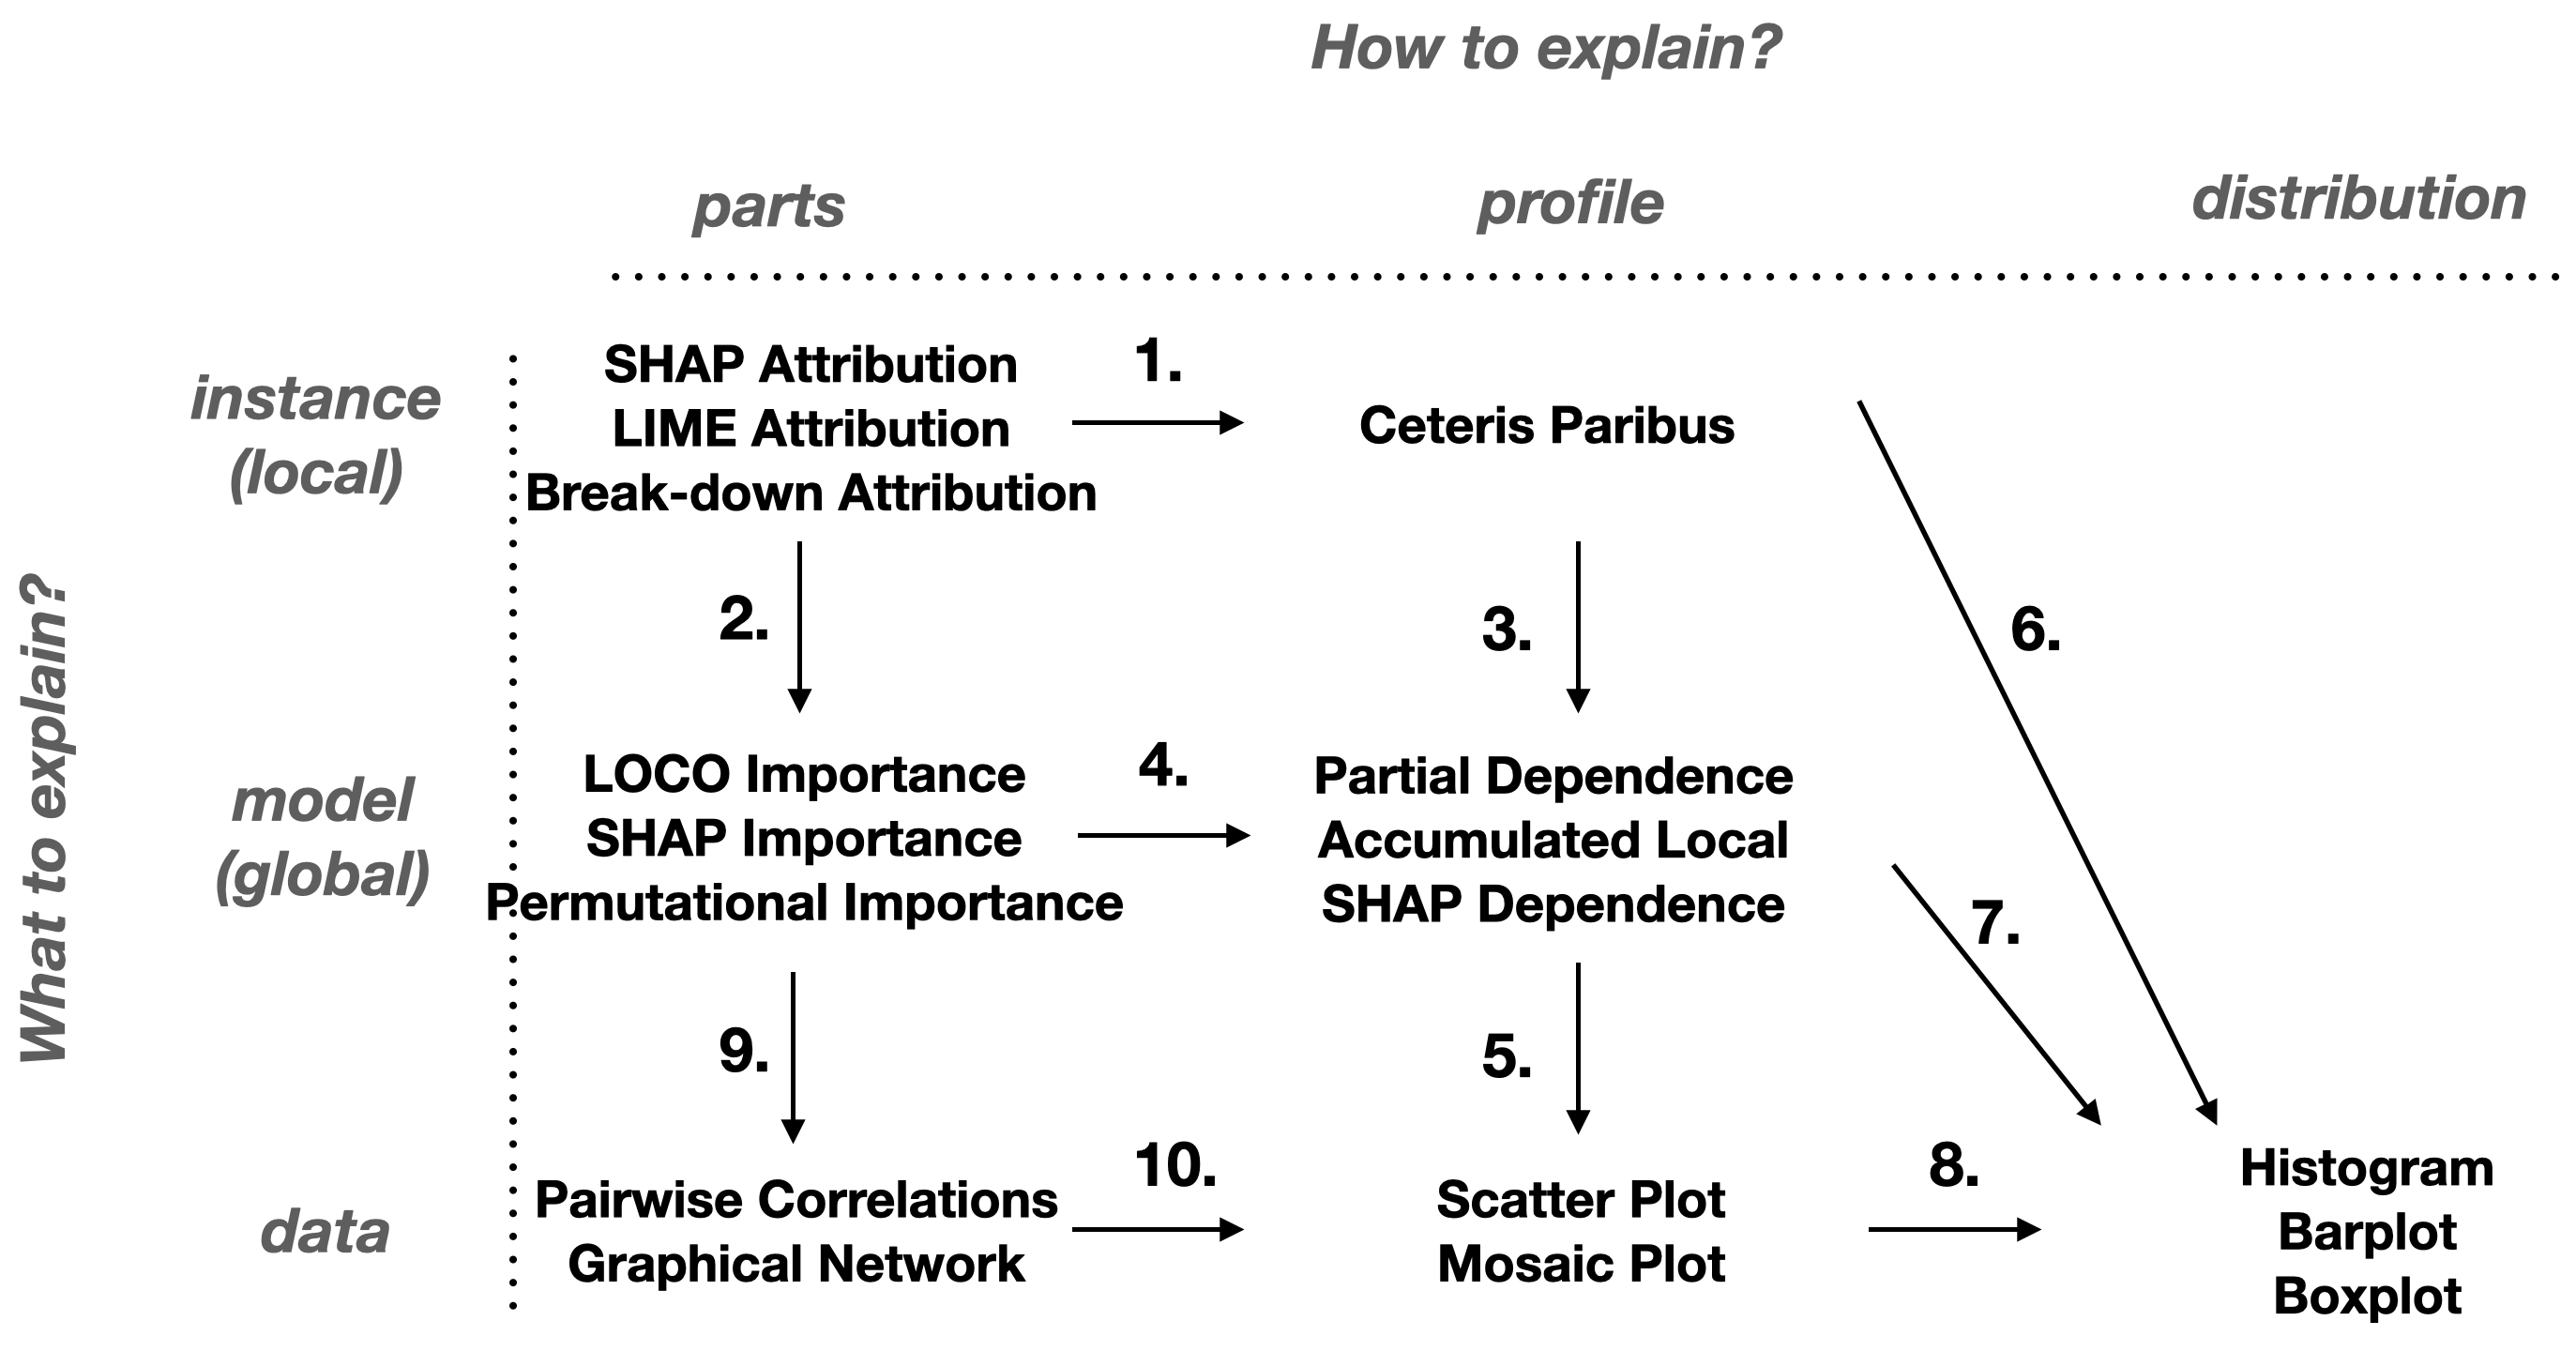 How to explain?
parts
profile
distribution
What to explain?
instance
(local)
SHAP Attribution
LIME Attribution
Break-down Attribution
1.
Ceteris Paribus
2.
3.
6.
model
(global)
LOCO Importance
SHAP Importance
Permutational Importance
4.
Partial Dependence
Accumulated Local
SHAP Dependence
7.
9.
5.
data
Pairwise Correlations
Graphical Network
10.
Scatter Plot
Mosaic Plot
8.
Histogram
Barplot
Boxplot